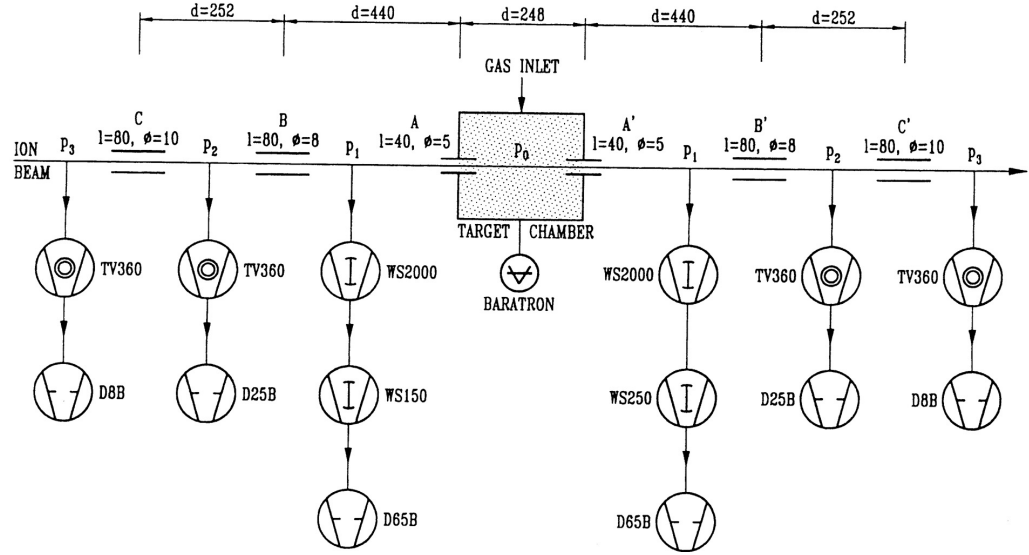 d=252 d=440 d=248 d=440 d=252
GAS INLET
C B A A' B' C'
P3 l=80, ø=10 P2 l=80, ø=8 P1 l=40, ø=5 P0 l=40, ø=5 P1 l=80, ø=8 P2 l=80, ø=10 P3
ION
BEAM
TARGET CHAMBER
TV360 TV360 WS2000 WS2000 TV360 TV360
BARATRON
D8B D25B WS150 WS250 D25B D8B
D65B D65B